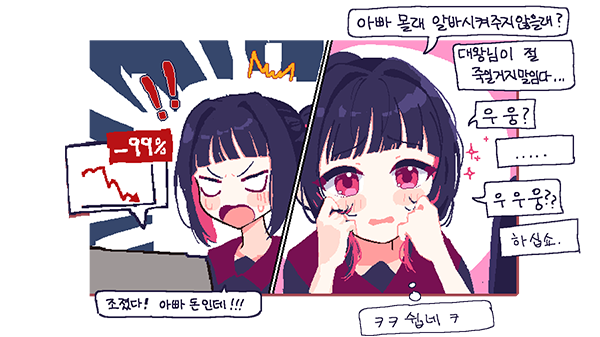 !!
-99%
조졌다! 아빠 돈인데!!!
아빠 몰래 알바시켜주지않을래?
대왕님이 절
죽일거지말임다...
우 웅?
.....
우 우 웅??
하십쇼.
ㅋㅋ 쉽네 ㅋ